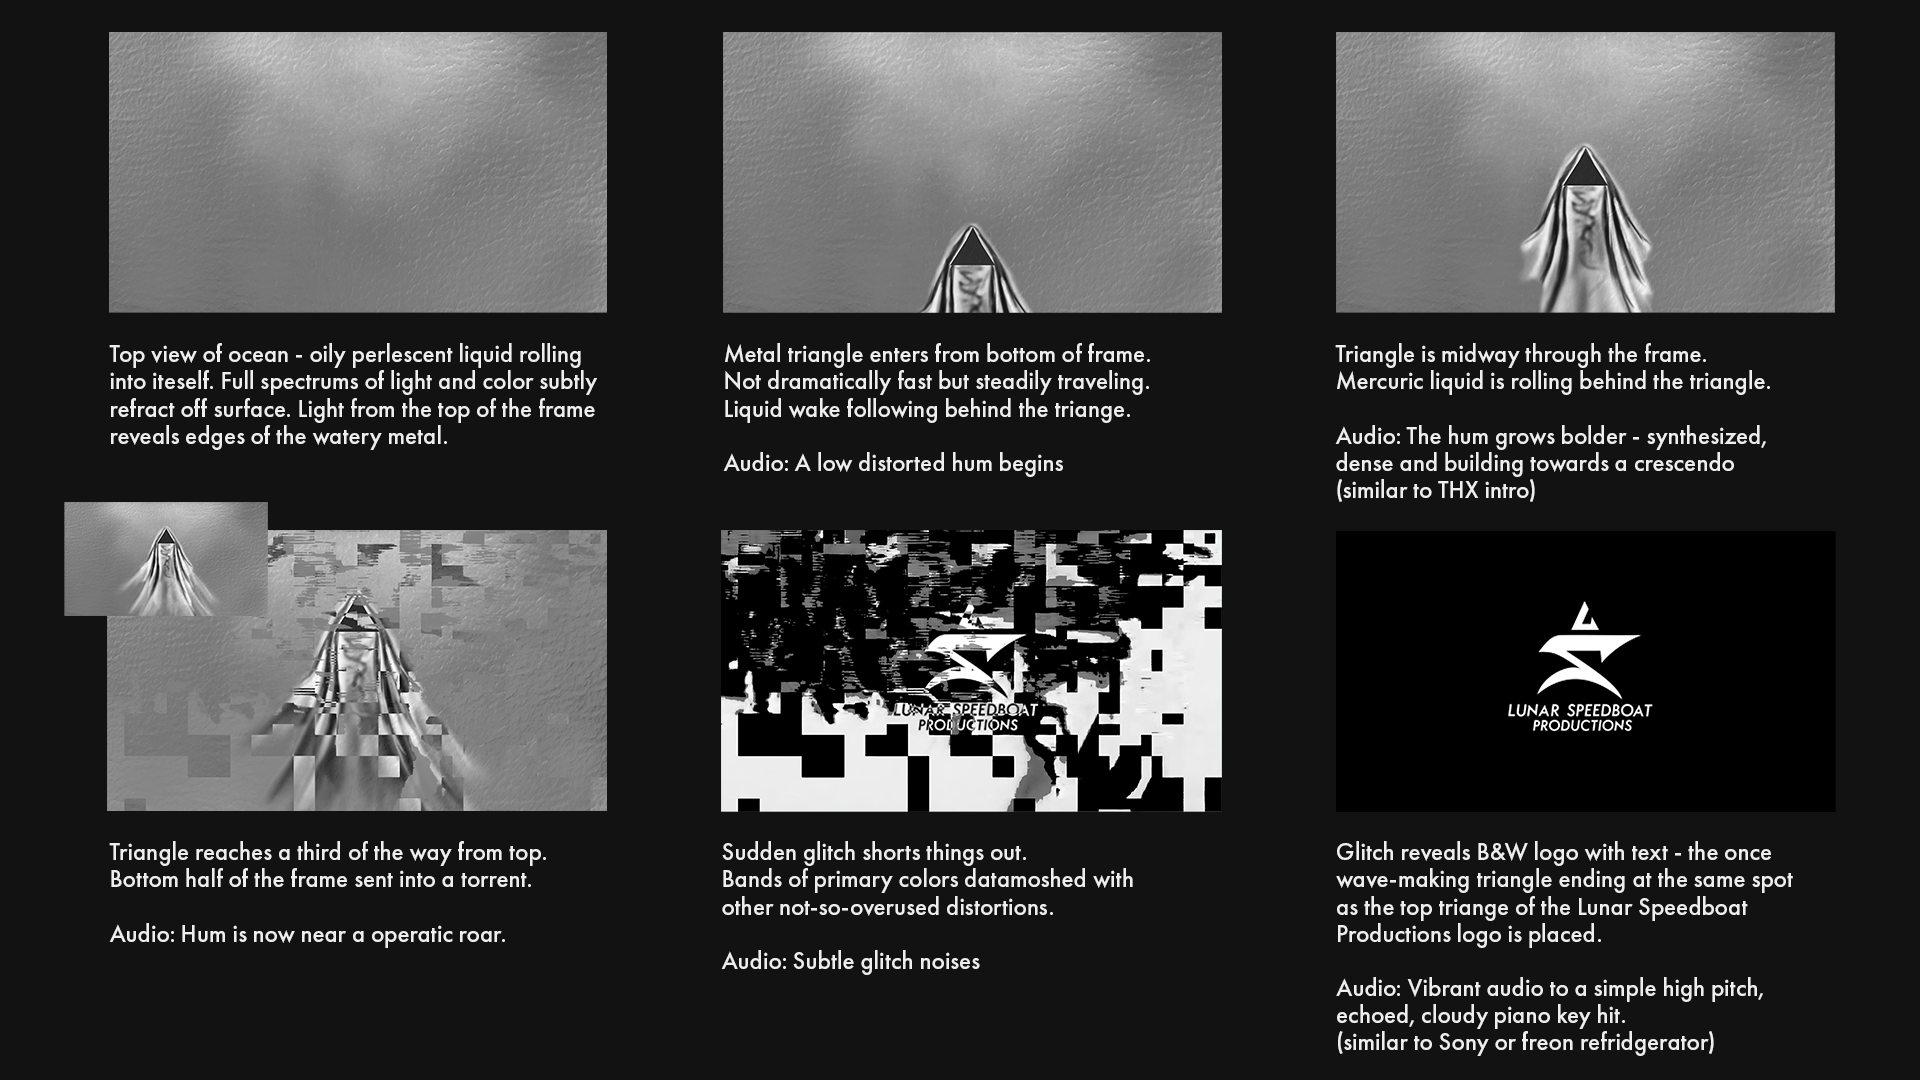 Top view of ocean - oily perlescent liquid rolling
into iteself. Full spectrums of light and color subtly
refract off surface. Light from the top of the frame
reveals edges of the watery metal.
Metal triangle enters from bottom of frame.
Not dramatically fast but steadily traveling.
Liquid wake following behind the triange.
Audio: A low distorted hum begins
Triangle is midway through the frame.
Mercuric liquid is rolling behind the triangle.
Audio: The hum grows bolder - synthesized,
dense and building towards a crescendo
(similar to THX intro)
Triangle reaches a third of the way from top.
Bottom half of the frame sent into a torrent.
Audio: Hum is now near a operatic roar.
LUNAR SPEEDBOAT
PRODUCTIONS
Sudden glitch shorts things out.
Bands of primary colors datamoshed with
other not-so-overused distortions.
Audio: Subtle glitch noises
LUNAR SPEEDBOAT
PRODUCTIONS
Glitch reveals B&W logo with text - the once
wave-making triangle ending at the same spot
as the top triange of the Lunar Speedboat
Productions logo is placed.
Audio: Vibrant audio to a simple high pitch,
echoed, cloudy piano key hit.
(similar to Sony or freon refridgerator)